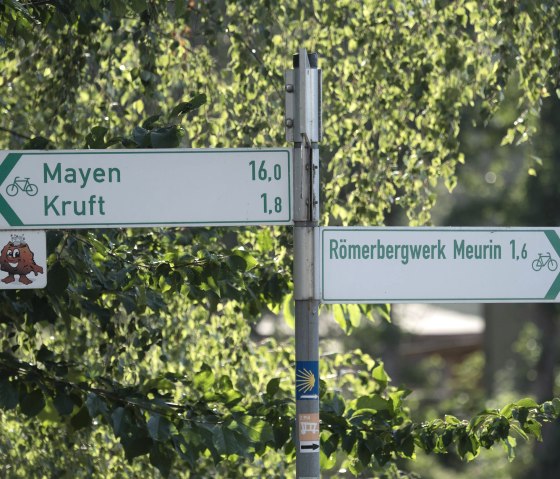 Mayen 16,0
Kruft 1,8
Römerbergwerk Meurin 1,6